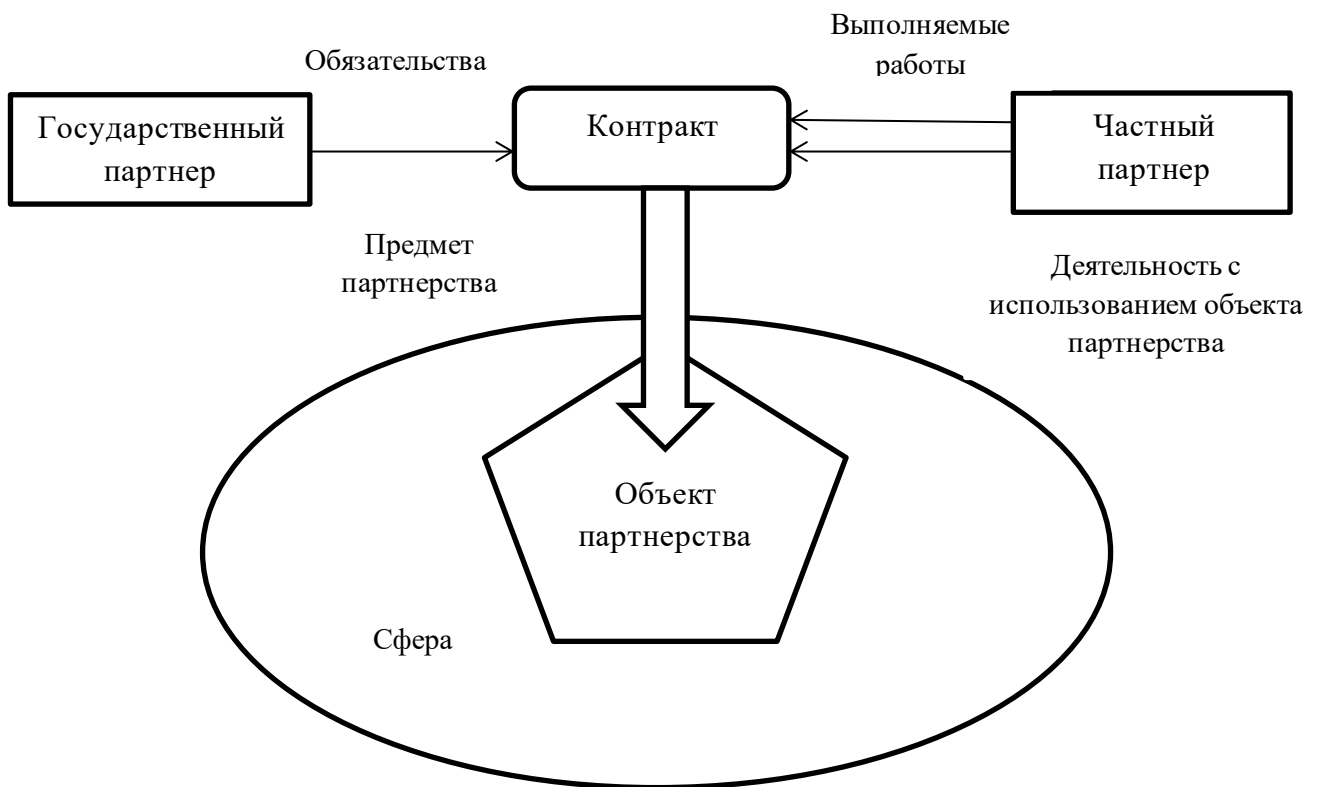 Выполняемые
работы
Обязательства
Государственный
партнер
Контракт
Частный
партнер
Предмет
партнерства
Деятельность с
использованием объекта
партнерства
Объект
партнерства
Сфера